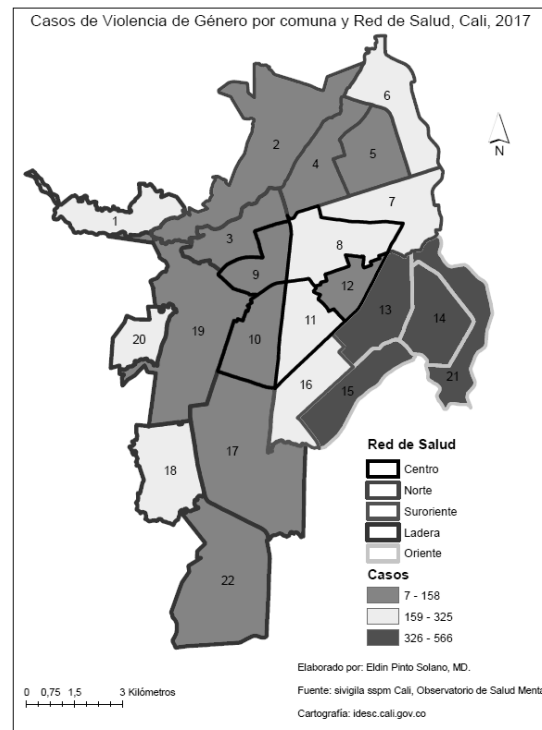 Casos de Violencia de Género por comuna y Red de Salud, Cali, 2017
6
2
4
5
N
7
1
3
8
9
12
13
14
19
11
20
10
21
16
15
17
18
22
Red de Salud
Centro
Norte
Suroriente
Ladera
Oriente
Casos
7 - 158
159 - 325
326 - 566
Elaborado por: Eldin Pinto Solano, MD.
0 0,75 1,5 3 Kilómetros
Fuente: sivigila sspm Cali, Observatorio de Salud Menta
Cartografía: idesc.cali.gov.co